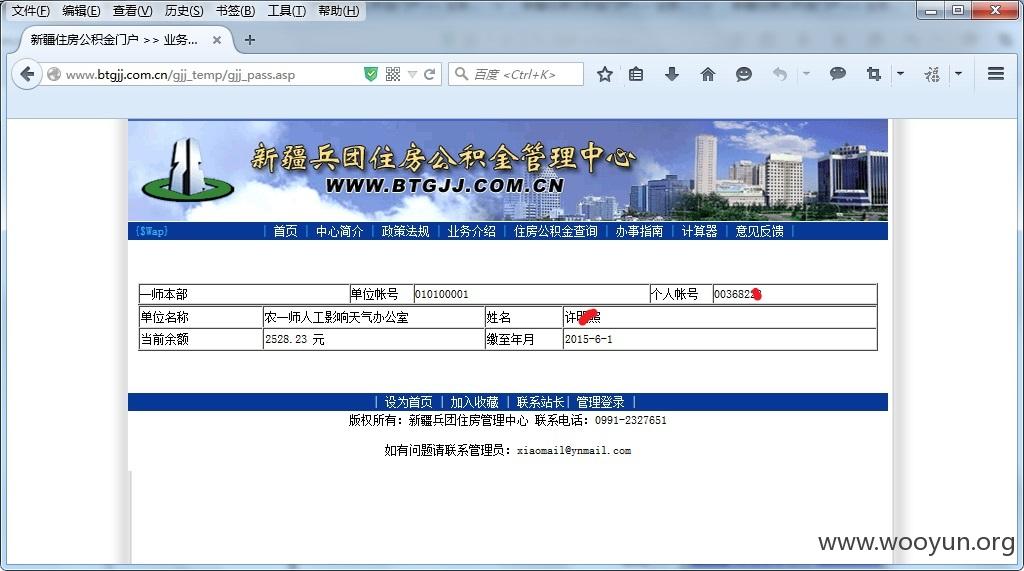 文件(F) 编辑(E) 查看(V) 历史(S) 书签(B) 工具(T) 帮助(H)
新疆住房公积金门户 >> 业务... × +
www.btgjj.com.cn/gjj_temp/gjj_pass.asp 百度 <Ctrl+K>
新疆兵团住房公积金管理中心
WWW.BTGJJ.COM.CN
{$Wap} | 首页 | 中心简介 | 政策法规 | 业务介绍 | 住房公积金查询 | 办事指南 | 计算器 | 意见反馈 |
一师本部 单位帐号 010100001 个人帐号 0036822
单位名称 农一师人工影响天气办公室 姓名 许
当前余额 2528.23 元 缴至年月 2015-6-1
| 设为首页 | 加入收藏 | 联系站长| 管理登录 |
版权所有：新疆兵团住房管理中心 联系电话：0991-2327651
如有问题请联系管理员：xiaomail@ynmail.com
www.wooyun.org